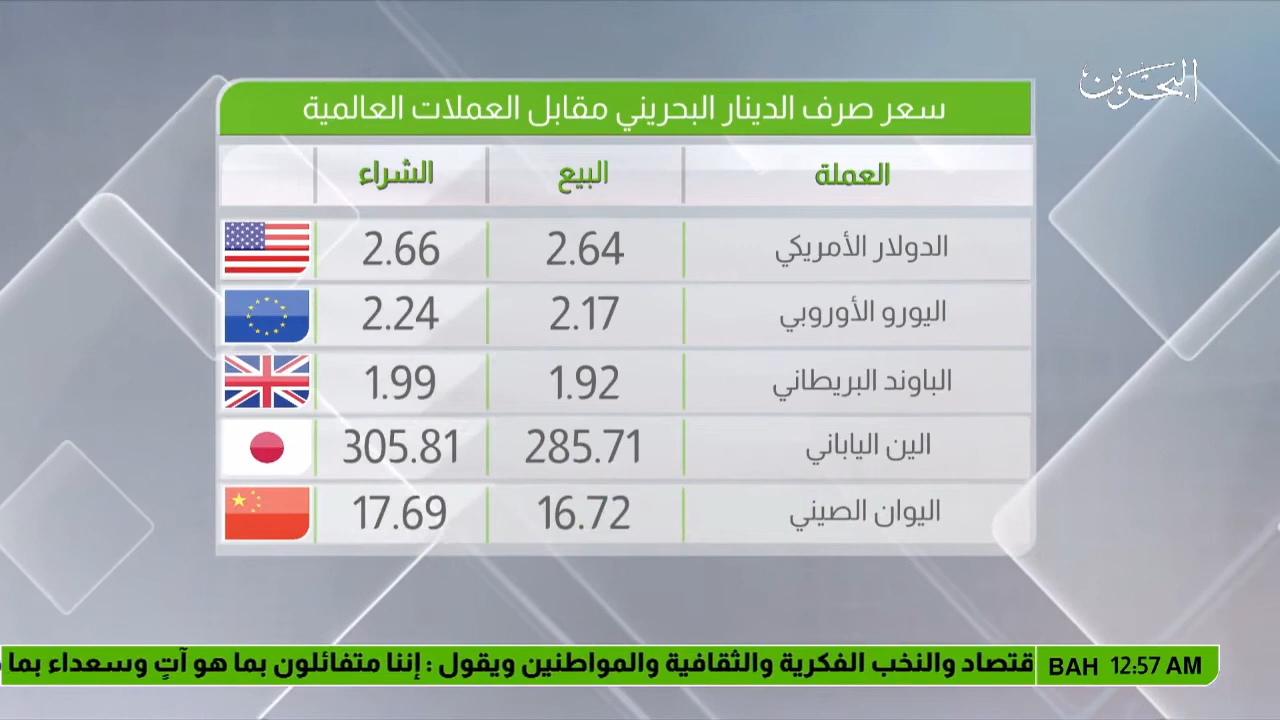 البحرين
سعر صرف الدينار البحريني مقابل العملات العالمية
العملة البيع الشراء
الدولار الأمريكي 2.64 2.66
اليورو الأوروبي 2.17 2.24
الباوند البريطاني 1.92 1.99
الين الياباني 285.71 305.81
اليوان الصيني 16.72 17.69
BAH 12:57 AM
قتصاد والنخب الفكرية والثقافية والمواطنين ويقول : إننا متفائلون بما هو آتٍ وسعداء بما